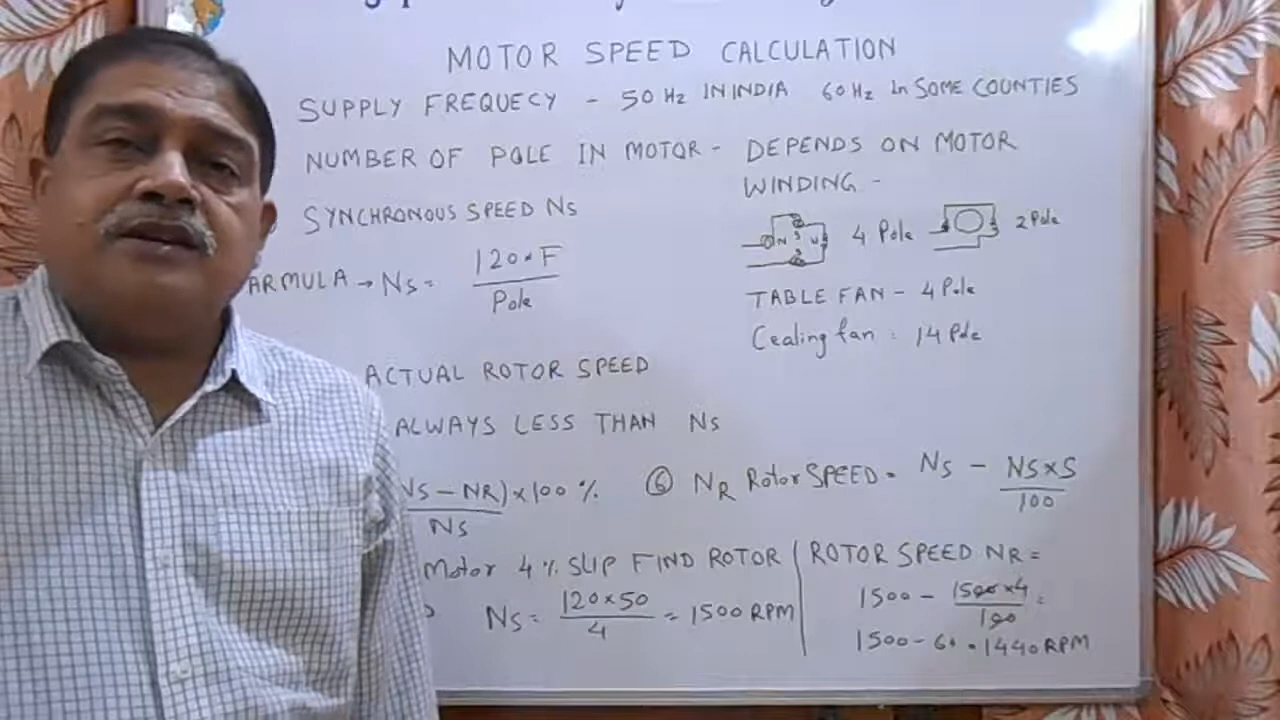 MOTOR SPEED CALCULATION
SUPPLY FREQUECY - 50 Hz IN INDIA 60 Hz In SOME COUNTIES
NUMBER OF POLE IN MOTOR - DEPENDS ON MOTOR
WINDING -
SYNCHRONOUS SPEED Ns
4 Pole 2 Pole
ARMULA → Ns = 120 × F / Pole
TABLE FAN - 4 Pole
Cealing fan : 14 Pole
ACTUAL ROTOR SPEED
ALWAYS LESS THAN Ns
(NS - NR) × 100 % / Ns
⑥ NR Rotor SPEED = Ns - NS × S / 100
Motor 4 % SLIP FIND ROTOR
Ns = 120 × 50 / 4 = 1500 RPM
ROTOR SPEED NR =
1500 - 1500 × 4 / 100 =
1500 - 60 = 1440 RPM